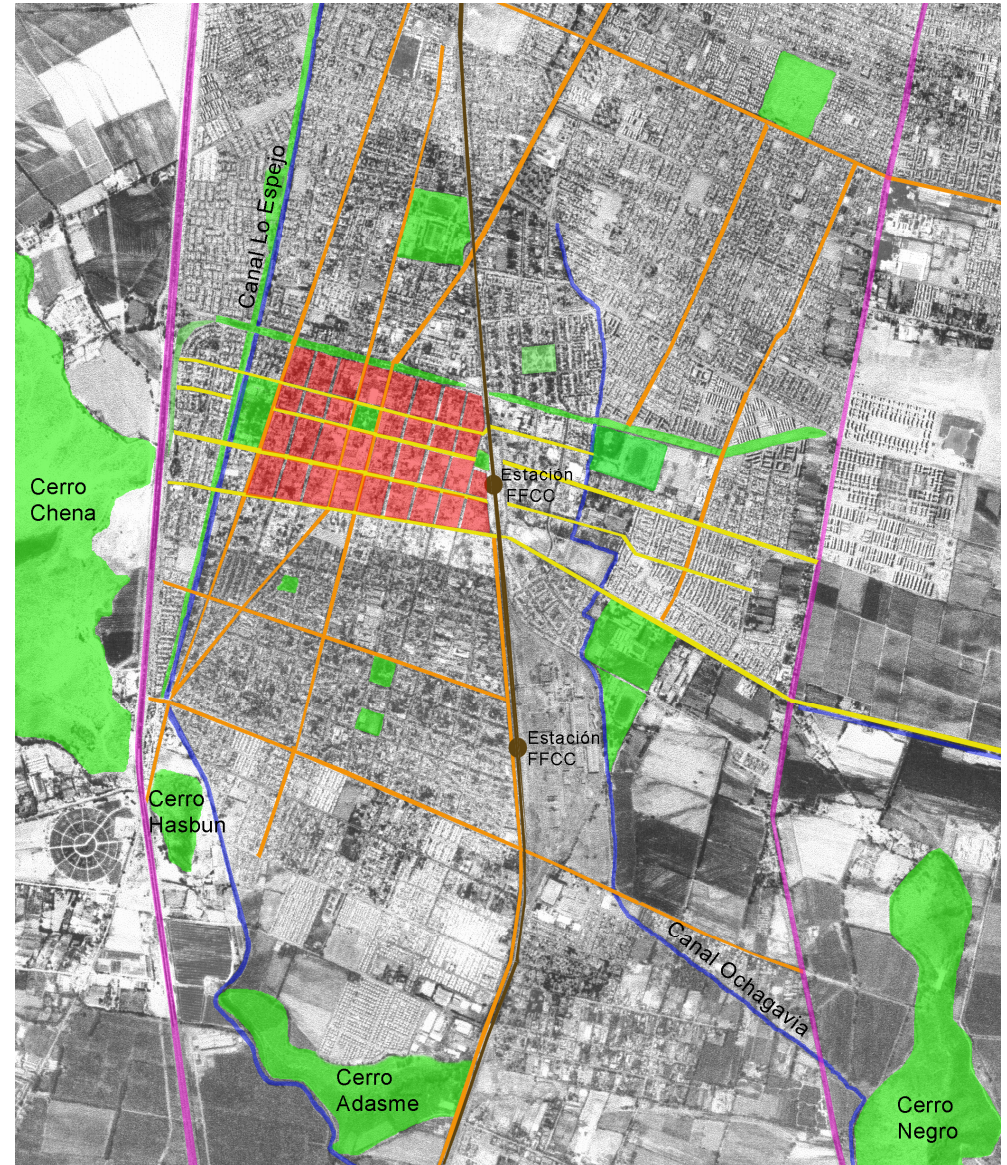 Canal Lo Espejo
Estación
FFCC
Cerro
Chena
Estación
FFCC
Cerro
Hasbun
Canal Ochagavia
Cerro
Adasme
Cerro
Negro